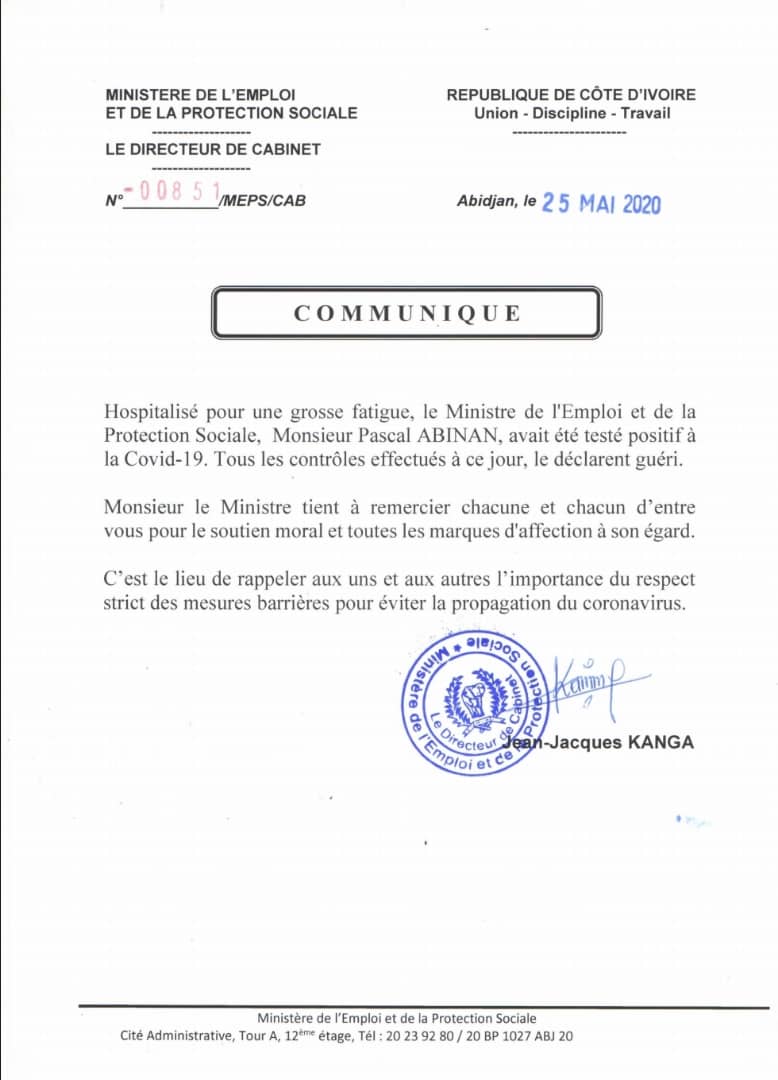 MINISTERE DE L'EMPLOI
ET DE LA PROTECTION SOCIALE
-------------------
LE DIRECTEUR DE CABINET
-------------------
N° -00851/MEPS/CAB
REPUBLIQUE DE CÔTE D'IVOIRE
Union - Discipline - Travail
----------------------
Abidjan, le 25 MAI 2020
COMMUNIQUE
Hospitalisé pour une grosse fatigue, le Ministre de l'Emploi et de la
Protection Sociale, Monsieur Pascal ABINAN, avait été testé positif à
la Covid-19. Tous les contrôles effectués à ce jour, le déclarent guéri.
Monsieur le Ministre tient à remercier chacune et chacun d'entre
vous pour le soutien moral et toutes les marques d'affection à son égard.
C'est le lieu de rappeler aux uns et aux autres l'importance du respect
strict des mesures barrières pour éviter la propagation du coronavirus.
Ministère de l'Emploi et de la Protection Sociale *
Le Directeur de Cabinet
Jean-Jacques KANGA
Ministère de l'Emploi et de la Protection Sociale
Cité Administrative, Tour A, 12ème étage, Tél : 20 23 92 80 / 20 BP 1027 ABJ 20